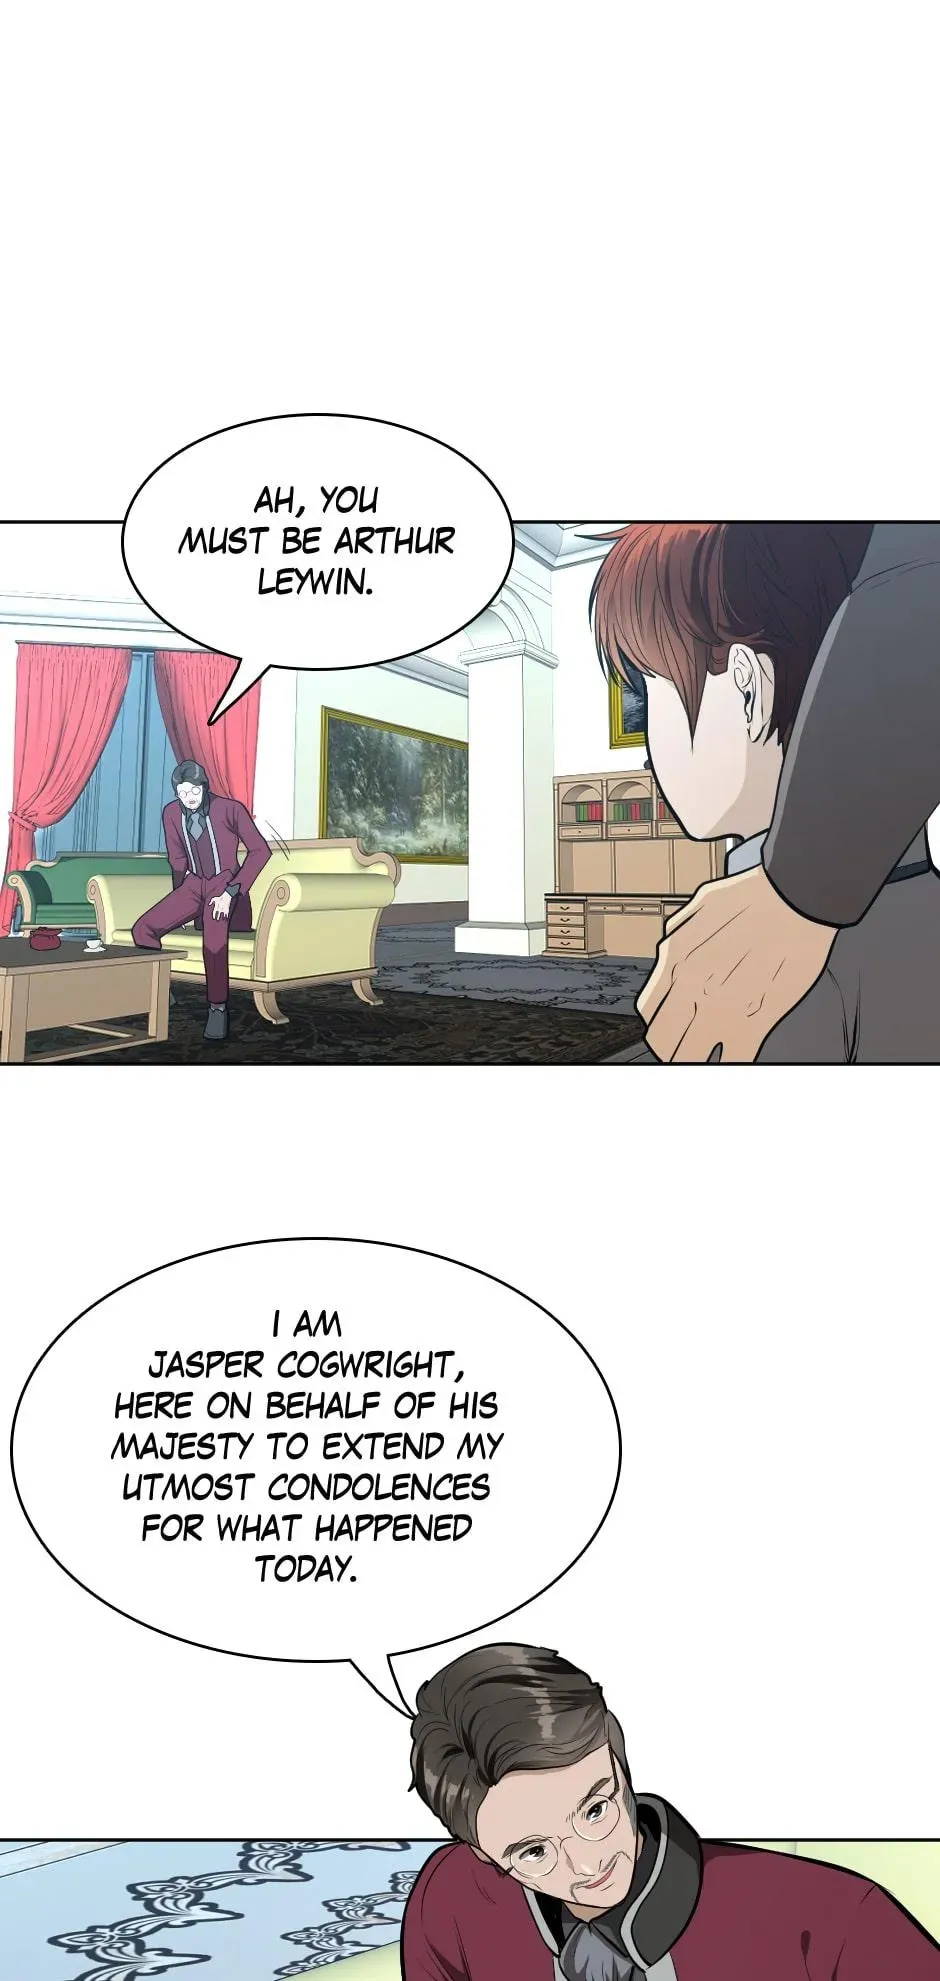 AH, YOU
MUST BE ARTHUR
LEYWIN.
I AM
JASPER COGWRIGHT,
HERE ON BEHALF OF HIS
MAJESTY TO EXTEND MY
UTMOST CONDOLENCES
FOR WHAT HAPPENED
TODAY.